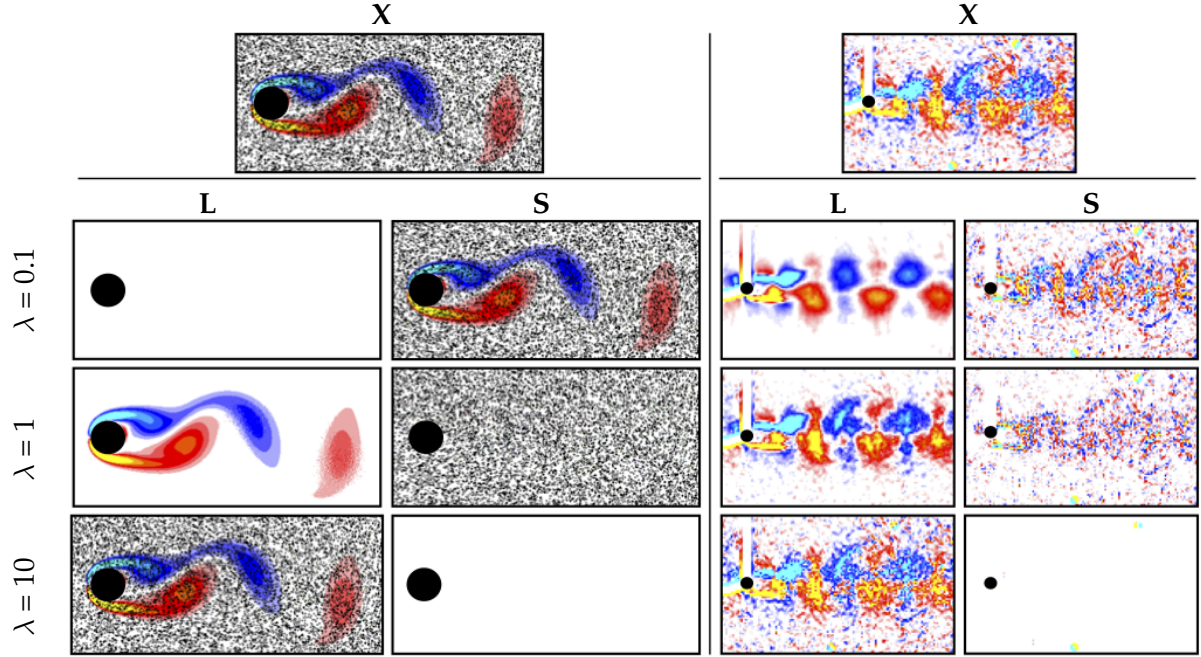 X X
L S L S
λ = 0.1
λ = 1
λ = 10